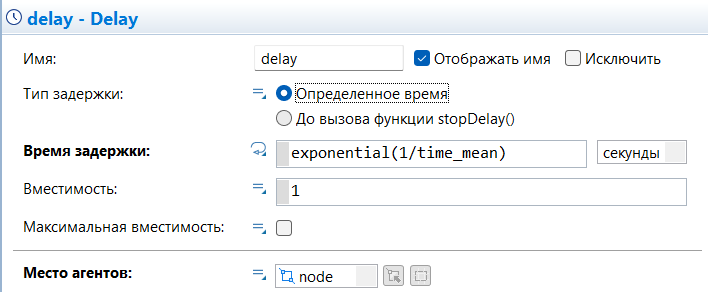 delay - Delay
Имя: delay Отображать имя Исключить
Тип задержки: Определенное время
До вызова функции stopDelay()
Время задержки: exponential(1/time_mean) секунды
Вместимость: 1
Максимальная вместимость:
Место агентов: node